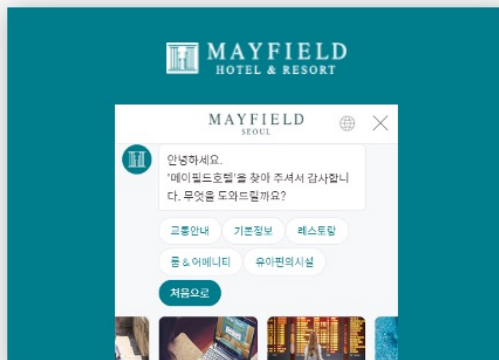 MAYFIELD
HOTEL & RESORT
MAYFIELD
SEOUL
안녕하세요.
'메이필드호텔'을 찾아 주셔서 감사합니
다. 무엇을 도와드릴까요?
교통안내 기본정보 레스토랑
룸 & 어메니티 유아편의시설
처음으로